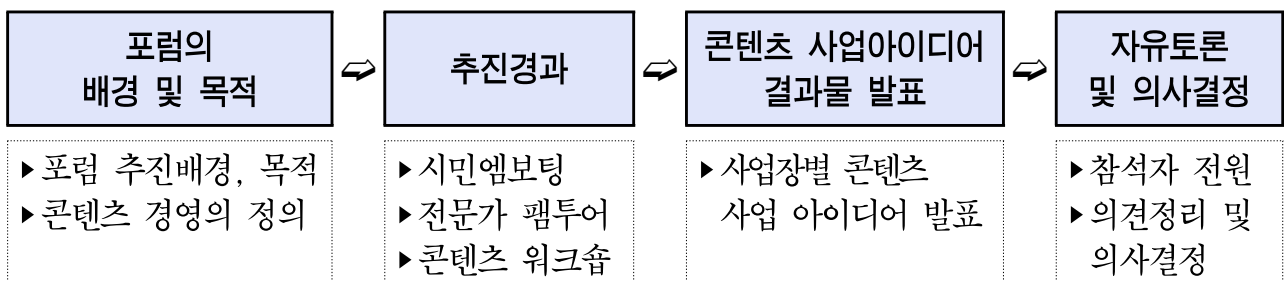 포럼의
배경 및 목적
➫
추진경과
➫
콘텐츠 사업아이디어
결과물 발표
➫
자유토론
및 의사결정
▸포럼 추진배경, 목적
▸콘텐츠 경영의 정의
▸시민엠보팅
▸전문가 팸투어
▸콘텐츠 워크숍
▸사업장별 콘텐츠
사업 아이디어 발표
▸참석자 전원
▸의견정리 및
의사결정